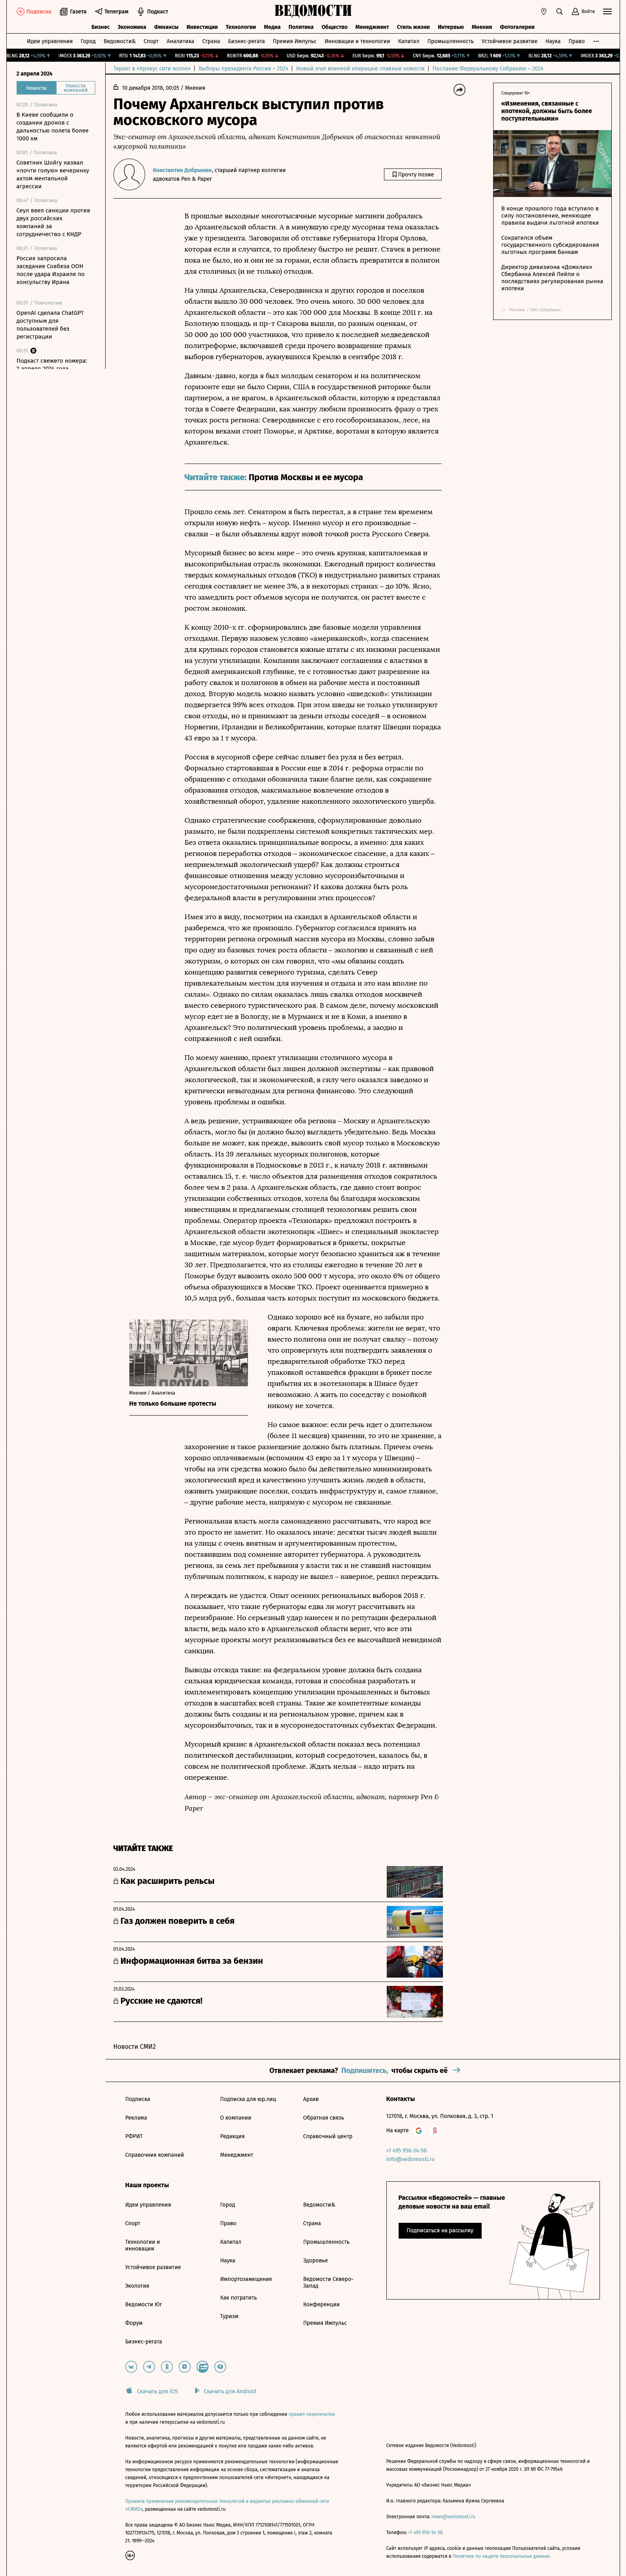 Подписка
Газета
Телеграм
Подкаст
ВЕДОМОСТИ
Войти
Бизнес Экономика Финансы Инвестиции Технологии Медиа Политика Общество Менеджмент Стиль жизни Интервью Мнения Фотогалереи
Идеи управления Город Ведомости& Спорт Аналитика Страна Бизнес-регата Премия Импульс Инновации и технологии Капитал Промышленность Устойчивое развитие Наука Право
2 апреля 2024
Теракт в «Крокус сити холле» | Выборы президента России – 2024 | Новый этап военной операции: главные новости | Послание Федеральному Собранию – 2024
Новости
Новости компаний
07:20 / Политика
В Киеве сообщили о
создании дронов с
дальностью полета более
1000 км
07:01 / Политика
Советник Шойгу назвал
«почти голую» вечеринку
актом ментальной
агрессии
00:47 / Политика
Сеул ввел санкции против
двух российских
компаний за
сотрудничество с КНДР
00:21 / Политика
Россия запросила
заседание Совбеза ООН
после удара Израиля по
консульству Ирана
00:57 / Технологии
OpenAI сделала ChatGPT
доступным для
пользователей без
регистрации
Подкаст свежего номера:
10 декабря 2018, 00:05 / Мнения
Почему Архангельск выступил против
московского мусора
Экс-сенатор от Архангельской области, адвокат Константин Добрынин об опасностях невнятной
«мусорной политики»
Константин Добрынин, старший партнер коллегии
адвокатов Pen & Paper
Прочту позже
В прошлые выходные многотысячные мусорные митинги добрались
до Архангельской области. А в минувшую среду мусорная тема оказалась
уже у президента. Заговорили об отставке губернатора Игоря Орлова,
которая если и случится, то проблему быстро не решит. Стачек в регионе
пока не было, но и они не за горами, если область превратится в полигон
для столичных (и не только) отходов.
На улицы Архангельска, Северодвинска и других городов и поселков
области вышло 30 000 человек. Это очень много. 30 000 человек для
Архангельска – это как 700 000 для Москвы. В конце 2011 г. на
Болотную площадь и пр-т Сахарова вышли, по разным оценкам, от
50 000 до 100 000 участников, что привело к последующей радикальной
политической турбулентности в стране, а вовсе не к волне прекрасных
разных выборов губернаторов, аукнувшихся Кремлю в сентябре 2018 г.
Давным-давно, когда я был молодым сенатором и на политическом
горизонте еще не было Сирии, США в государственной риторике были
партнером, а не врагом, в Архангельской области, которую я представлял
тогда в Совете Федерации, как молитву повторяли сакральную фразу о трех
точках роста региона: Северодвинске с его гособоронзаказом, лесе, на
котором веками стоит Поморье, и Арктике, воротами в которую является
Архангельск.
Читайте также: Против Москвы и ее мусора
Прошло семь лет. Сенатором я быть перестал, а в стране тем временем
открыли новую нефть – мусор. Именно мусор и его производные –
свалки – и были объявлены друг новой точкой роста Русского Севера.
Мусорный бизнес во всем мире – это очень крупная, капиталоемкая и
высокоприбыльная отрасль экономики. Ежегодный прирост количества
твердых коммунальных отходов (ТКО) в индустриально развитых странах
сегодня составляет не менее 3%, а в некоторых странах – до 10%. Ясно,
что замедлить рост объемов мусора не получится, он растет вместе с
ростом экономик.
К концу 2010-х гг. сформировались две базовые модели управления
отходами. Первую назовем условно «американской», когда спасением
для крупных городов становятся южные штаты с их низкими расценками
на услуги утилизации. Компании заключают соглашения с властями в
бедной американской глубинке, те с готовностью дают разрешение на
работу свалок и полигонов в обмен на рабочие места и постоянный
доход. Вторую модель можно назвать условно «шведской»: утилизации
подвергается 99% всех отходов. При этом шведы не только утилизируют
свои отходы, но и принимают за деньги отходы соседей – в основном
Норвегии, Ирландии и Великобритании, которые платят Швеции порядка
43 евро за 1 т мусора.
Россия в мусорной сфере сейчас плывет без руля и без ветрил.
Формально стартовавшая в России еще в 2014 г. реформа отрасли по
обращению с отходами обозначила такие благие цели, как сокращение
образования отходов, максимальное вовлечение отходов в
хозяйственной оборот, удаление накопленного экологического ущерба.
Однако стратегические соображения, сформулированные довольно
размыто, не были подкреплены системой конкретных тактических мер.
Без ответа оказались принципиальные вопросы, а именно: для каких
регионов переработка отходов – экономическое спасение, а для каких –
неприемлемый экологический ущерб? Как должны строиться
финансовые отношения между условно мусороизбыточными и
мусоронедостаточными регионами? И какова должна быть роль
федеральной власти в регулировании этих процессов?
Имея это в виду, посмотрим на скандал в Архангельской области и
разберемся, что же произошло. Губернатор согласился принять на
территории региона огромный массив мусора из Москвы, словно забыв
про одну из базовых точек роста области – экологию и связанный с ней
экотуризм, о которых он сам говорил, что «мы обязаны создать
концепцию развития северного туризма, сделать Север
привлекательным местом для изучения и отдыха и это нам вполне по
силам». Однако по силам оказалась лишь свалка отходов москвичей
вместо северного туристического рая. В самом деле, почему московский
мусор едет не в Вологду, не в Мурманск и не в Коми, а именно в
Архангельск? Это политический уровень проблемы, а заодно и
сопряженной с ней ошибки.
По моему мнению, проект утилизации столичного мусора в
Архангельской области был лишен должной экспертизы – как правовой
экологической, так и экономической, в силу чего оказался заведомо и
критически невыгодным для региона финансово. Это следующий
уровень проблемы и ошибки.
А ведь решение, устраивающее оба региона – Москву и Архангельскую
область, могло бы (и должно было) выглядеть убедительно. Ведь Москва
больше не может, как прежде, вывозить свой мусор только в Московскую
область. Из 39 легальных мусорных полигонов, которые
функционировали в Подмосковье в 2013 г., к началу 2018 г. активными
оставались 15, т. е. число объектов для размещения отходов сократилось
более чем в 2 раза. А Архангельская область, где давно стоит вопрос
утилизации собственных отходов, хотела бы благодаря московским
инвестициям и предлагаемым столицей технологиям решить свои
проблемы. Оператор проекта «Технопарк» предложил построить в
Архангельской области экотехнопарк «Шиес» и специальный экокластер
в Москве, где мусор будет формироваться в брикеты, покрытые
защитным материалом, которые могут безопасно храниться аж в течение
30 лет. Предполагается, что из столицы ежегодно в течение 20 лет в
Поморье будут вывозить около 500 000 т мусора, это около 6% от общего
объема образующихся в Москве ТКО. Проект оценивается примерно в
10,5 млрд руб., большая часть которых поступит из московского бюджета.
Мнения / Аналитика
Не только большие протесты
Однако хорошо всё на бумаге, но забыли про
овраги. Ключевая проблема: жители не верят, что
вместо полигона они не получат свалку – потому
что опровергнуть или подтвердить заявления о
предварительной обработке ТКО перед
упаковкой оставшейся фракции в брикет после
прибытия их в экотехнопарк в Шиасе будет
невозможно. А жить по соседству с помойкой
никому не хочется.
Но самое важное: если речь идет о длительном
(более 11 месяцев) хранении, то это не хранение, а
захоронение и такое размещение должно быть платным. Причем очень
хорошо оплачиваемым (вспомним 43 евро за 1 т мусора у Швеции) –
чтобы на эти средства можно было бы действительно минимизировать
экологический вред и качественно улучшить жизнь людей в области,
оживить умирающие поселки, создать инфраструктуру и, самое главное,
– другие рабочие места, напрямую с мусором не связанные.
Региональная власть могла самонадеянно рассчитывать, что народ все
это просто не заметит. Но оказалось иначе: десятки тысяч людей вышли
на улицы с очень внятным и аргументированным протестом,
поставившим под сомнение авторитет губернатора. А руководитель
региона, за семь лет пребывания у власти так и не ставший настоящим
публичным политиком, к народу не вышел – наверное, решил переждать.
А переждать не удастся. Опыт осенних региональных выборов 2018 г.
показывает, что такие губернаторы едва ли могут рассчитывать на
переизбрание. Но серьезный удар нанесен и по репутации федеральной
власти, ведь мало кто в Архангельской области верит, что все эти
мусорные проекты могут реализоваться без ее высочайшей невидимой
санкции.
Выводы отсюда такие: на федеральном уровне должна быть создана
сильная юридическая команда, готовая и способная разработать и
имплементировать концепцию утилизации промышленных и бытовых
отходов в масштабах всей страны. Такие же компетентные команды
должны быть созданы и на региональном уровне, причем как в
мусороизбыточных, так и в мусоронедостаточных субъектах Федерации.
Мусорный кризис в Архангельской области показал весь потенциал
политической дестабилизации, который сосредоточен, казалось бы, в
совсем не политической проблеме. Ждать нельзя – надо играть на
опережение.
Автор – экс-сенатор от Архангельской области, адвокат, партнер Pen &
Paper
Спецпроект 16+
«Изменения, связанные с
ипотекой, должны быть более
поступательными»
В конце прошлого года вступило в
силу постановление, меняющее
правила выдачи льготной ипотеки
Сократился объем
государственного субсидирования
льготных программ банкам
Директор дивизиона «Домклик»
Сбербанка Алексей Лейпи о
последствиях регулирования рынка
ипотеки
ЧИТАЙТЕ ТАКЖЕ
02.04.2024
Как расширить рельсы
01.04.2024
Газ должен поверить в себя
01.04.2024
Информационная битва за бензин
31.03.2024
Русские не сдаются!
Новости СМИ2
Отвлекает реклама? Подпишитесь, чтобы скрыть её
Подписка
Реклама
РФРИТ
Справочник компаний
Подписка для юр.лиц
О компании
Редакция
Менеджмент
Архив
Обратная связь
Справочный центр
Контакты
127018, г. Москва, ул. Полковая, д. 3, стр. 1
На карте
+7 495 956-34-58
info@vedomosti.ru
Наши проекты
Идеи управления
Спорт
Технологии и
инновации
Устойчивое развитие
Экология
Ведомости Юг
Форум
Бизнес-регата
Город
Право
Капитал
Наука
Импортозамещение
Как потратить
Туризм
Ведомости&
Страна
Промышленность
Здоровье
Ведомости Северо-
Запад
Конференции
Премия Импульс
Рассылки «Ведомостей» — главные
деловые новости на ваш email
Подписаться на рассылку
Скачать для iOS
Скачать для Android
Любое использование материалов допускается только при соблюдении правил перепечатки
и при наличии гиперссылки на vedomosti.ru
Новости, аналитика, прогнозы и другие материалы, представленные на данном сайте, не
являются офертой или рекомендацией к покупке или продаже каких-либо активов.
На информационном ресурсе применяются рекомендательные технологии (информационные
технологии предоставления информации на основе сбора, систематизации и анализа
сведений, относящихся к предпочтениям пользователей сети «Интернет», находящихся на
территории Российской Федерации).
Правила применения рекомендательных технологий в виджетах рекламно-обменной сети
«СМИ2», размещенных на сайте vedomosti.ru
Все права защищены © АО Бизнес Ньюс Медиа, ИНН/КПП 7712108141/771501001, ОГРН
1027739124775, 127018, г. Москва, ул. Полковая, дом 3 строение 1, помещение I, этаж 2, комната
21. 1999—2024
Сетевое издание Ведомости (Vedomosti)
Решение Федеральной службы по надзору в сфере связи, информационных технологий и
массовых коммуникаций (Роскомнадзор) от 27 ноября 2020 г. ЭЛ № ФС 77-79546
Учредитель: АО «Бизнес Ньюс Медиа»
И.о. главного редактора: Казьмина Ирина Сергеевна
Электронная почта: news@vedomosti.ru
Телефон: +7 495 956-34-58
Сайт использует IP адреса, cookie и данные геолокации Пользователей сайта, условия
использования содержатся в Политике по защите персональных данных